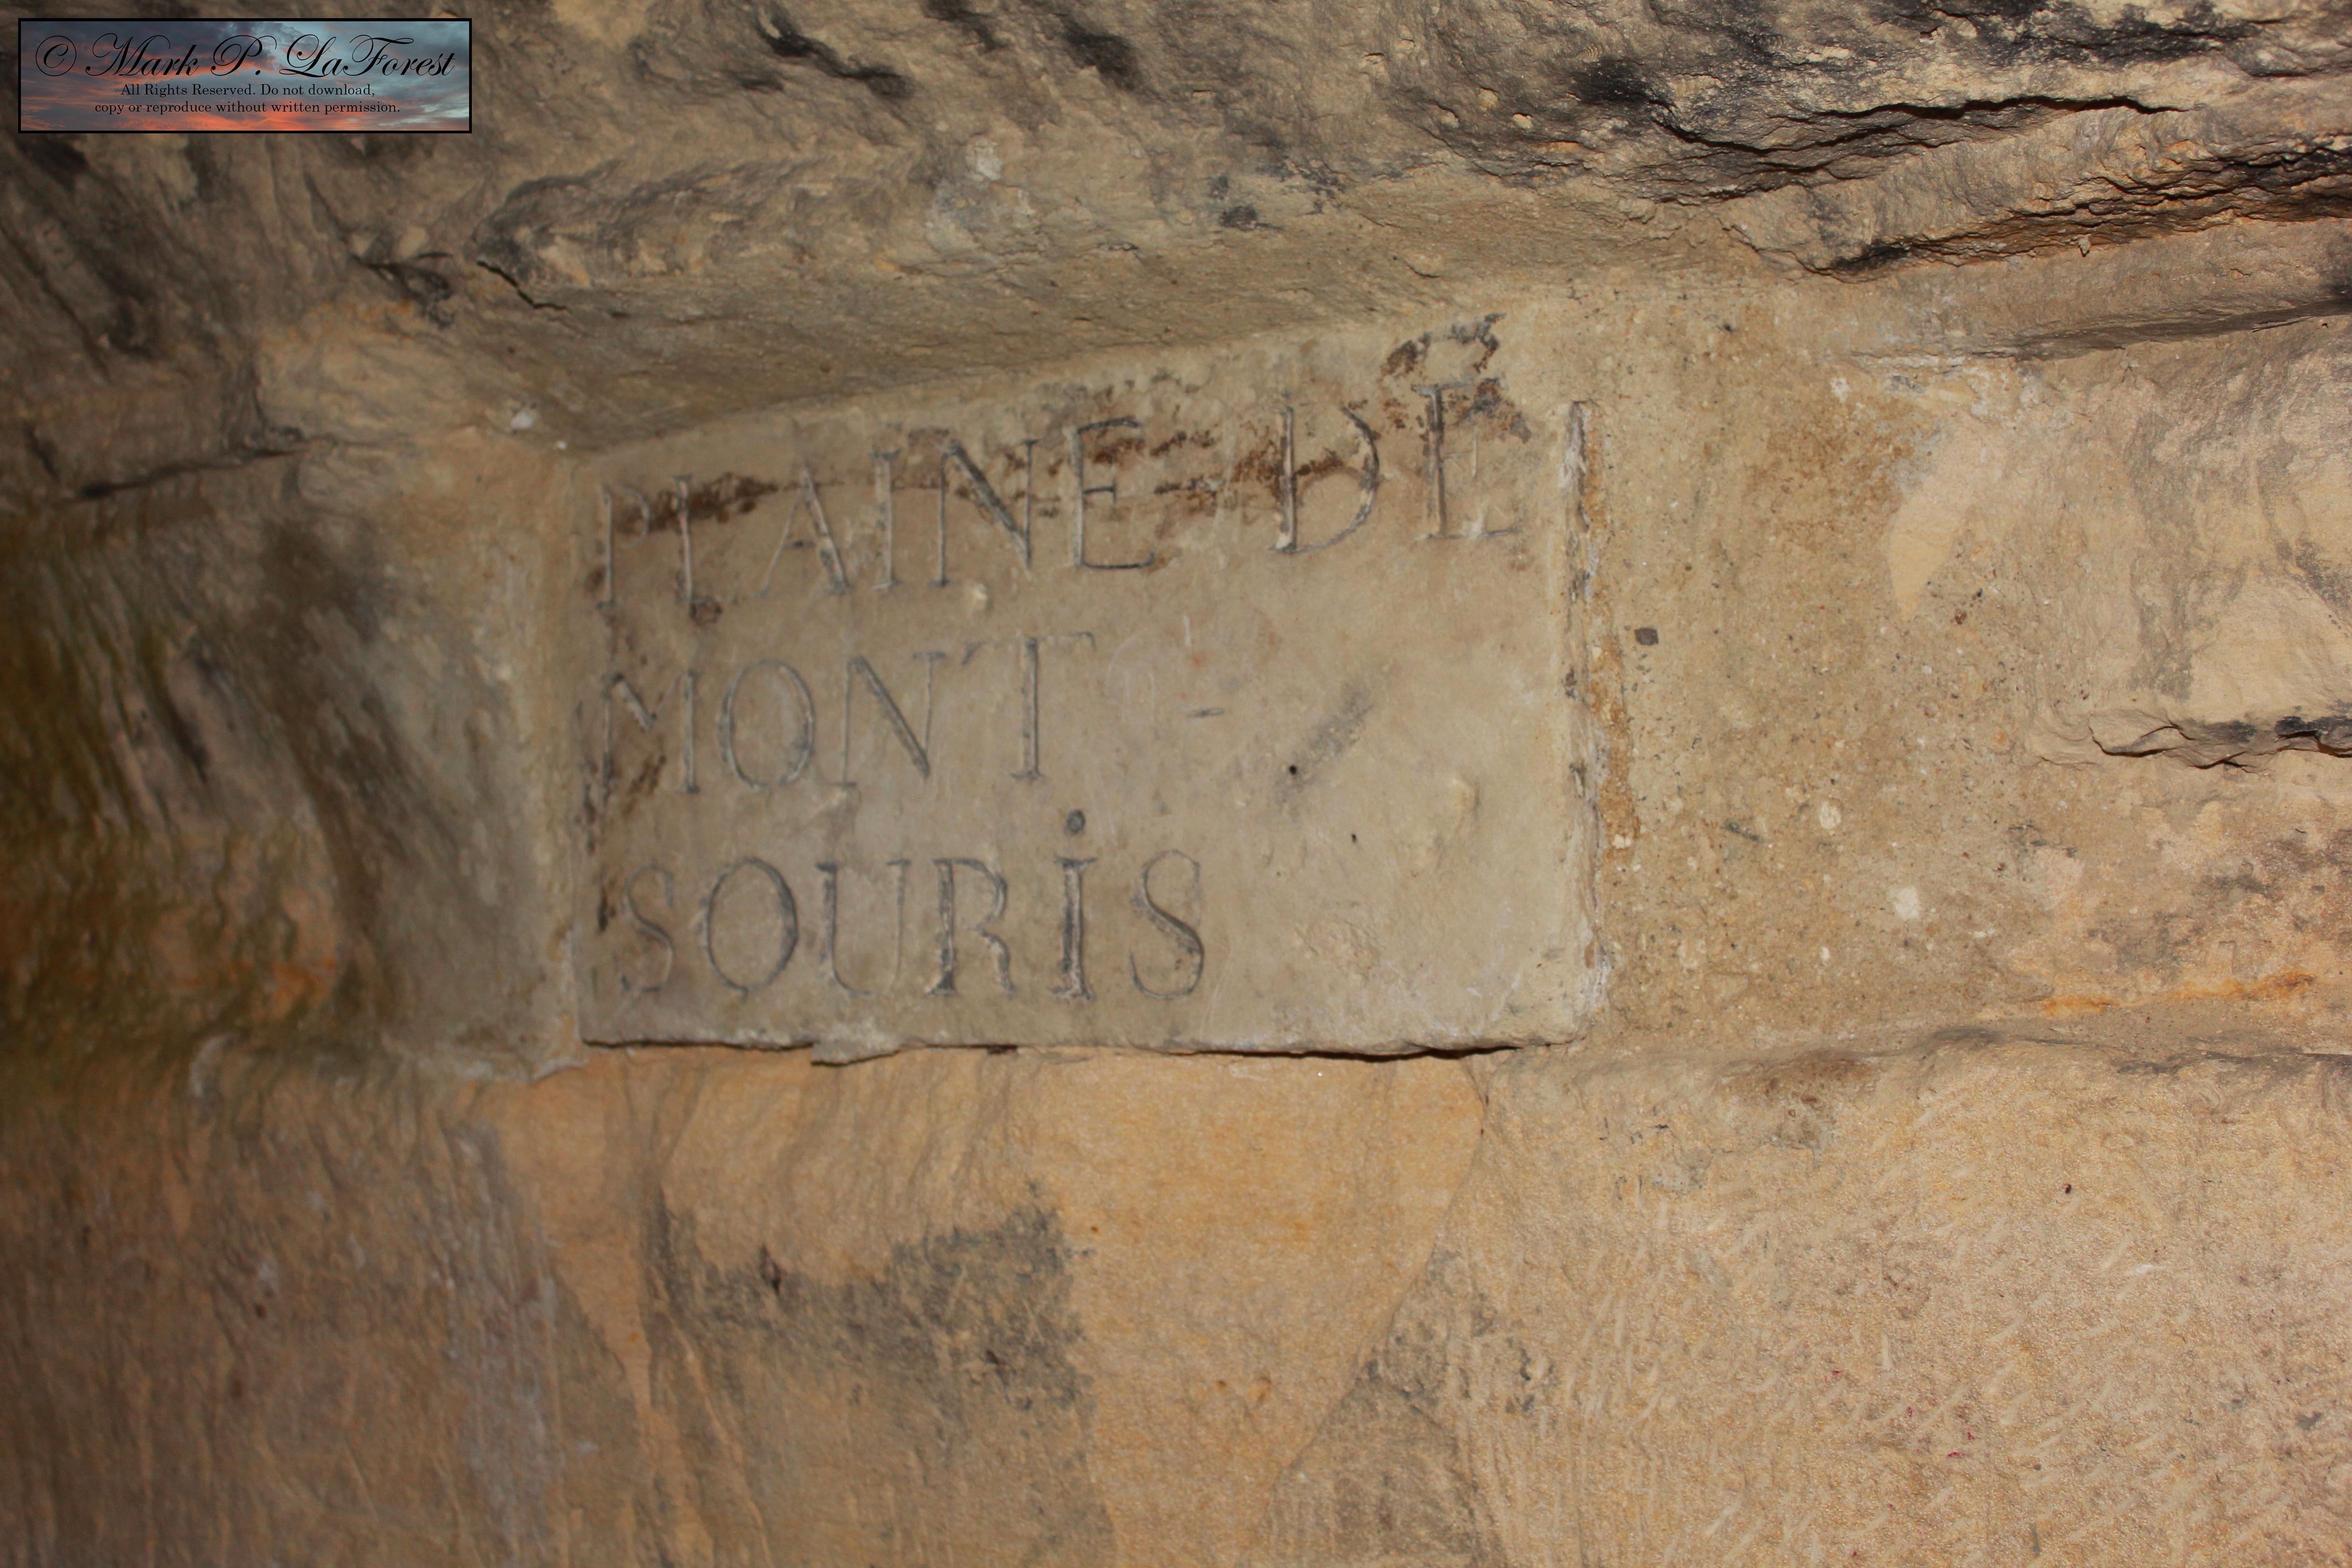 © Mark P. LaForest
All Rights Reserved. Do not download,
copy or reproduce without written permission.
PLAINE DE
MONT -
SOURiS